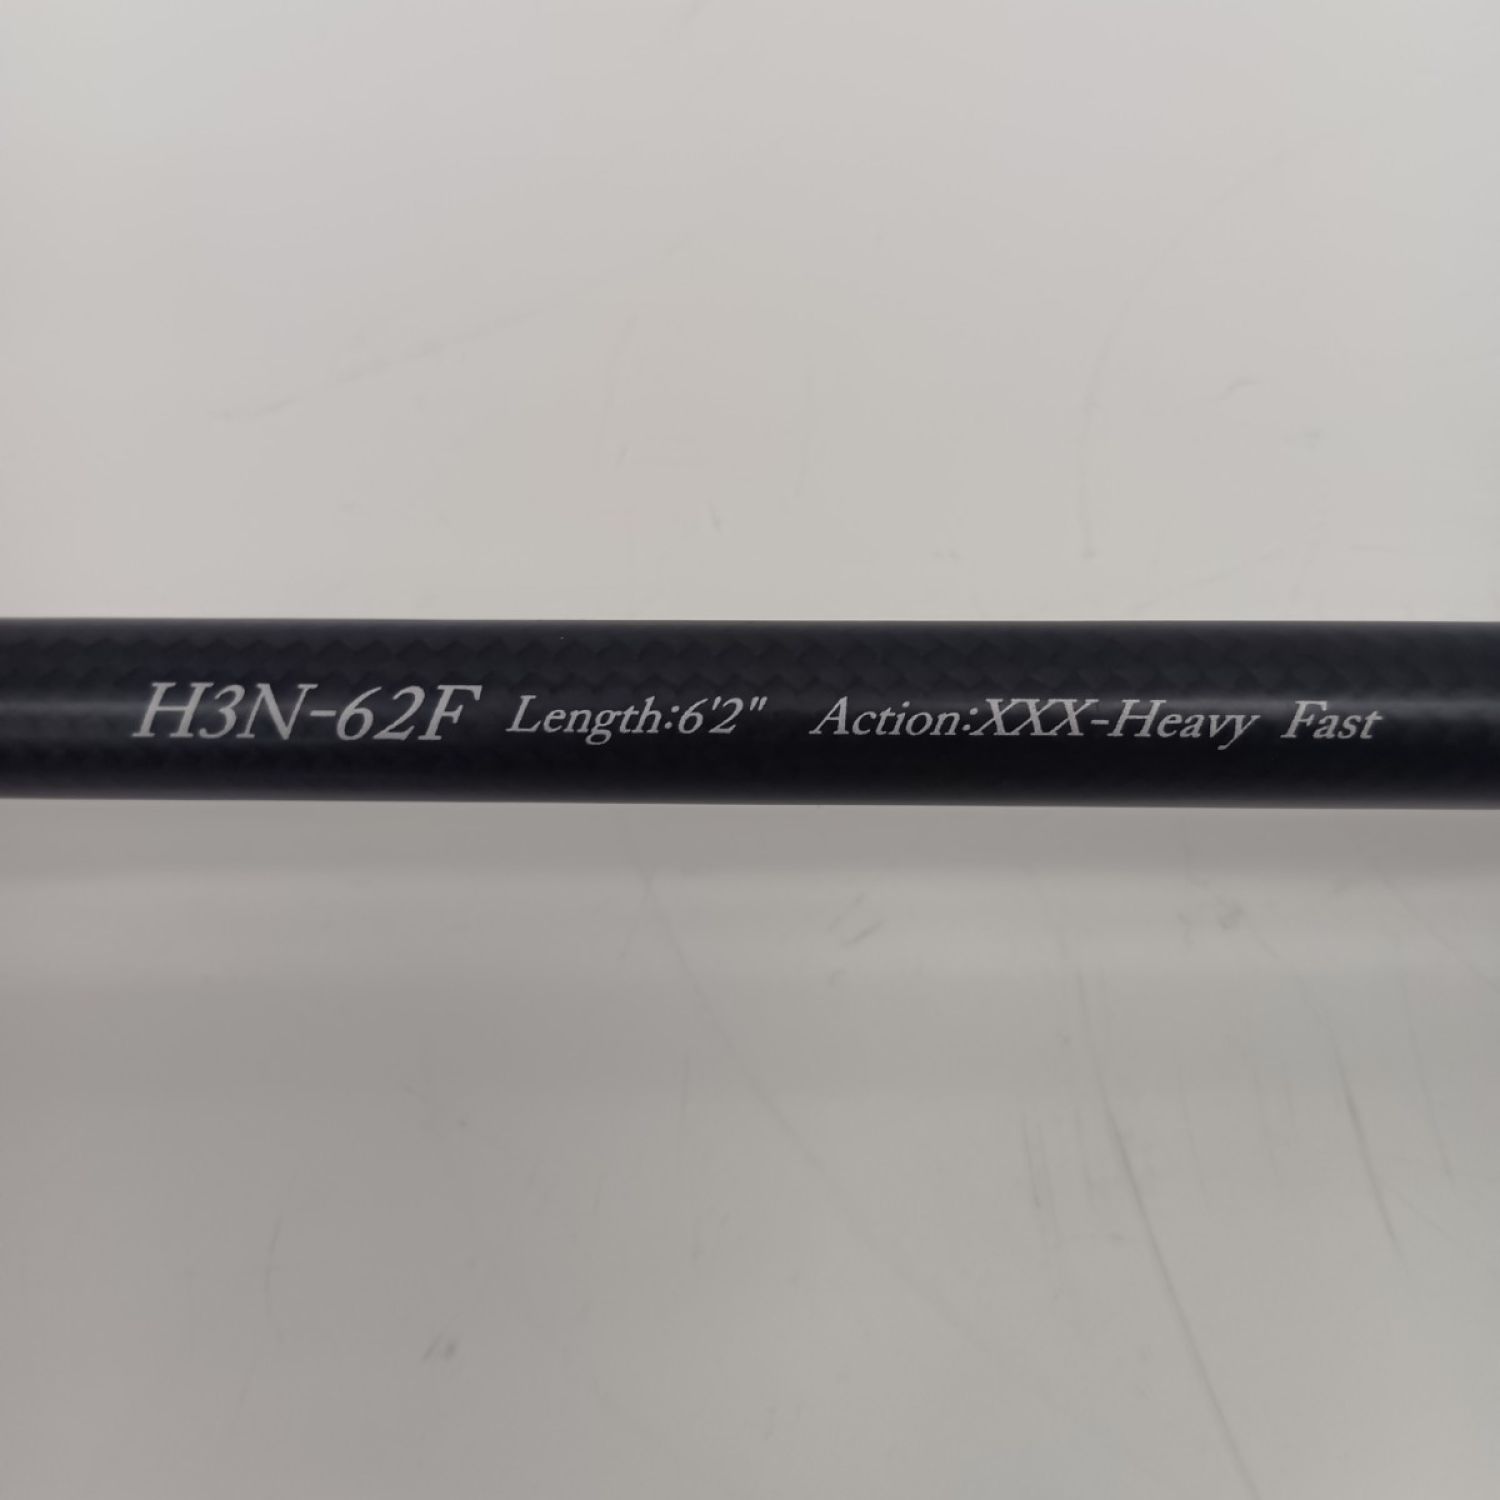 H3N-62F Length:6'2" Action:XXX-Heavy Fast